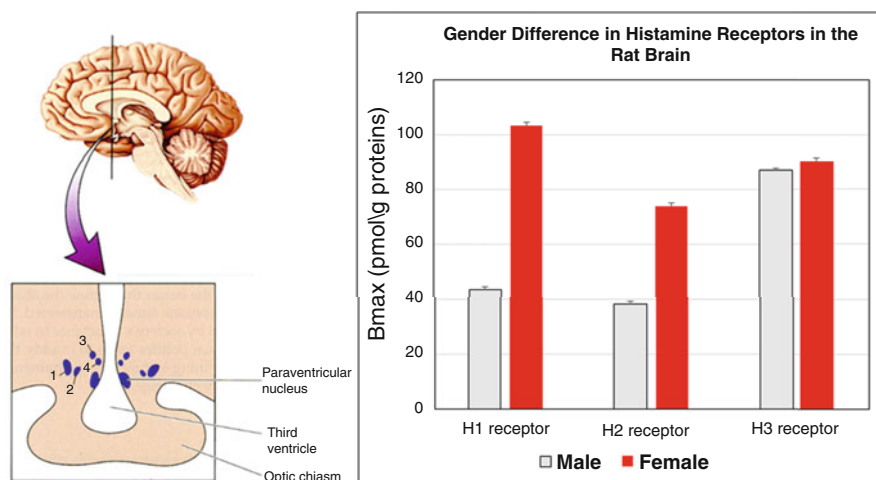 3
4
1
2
Paraventricular
nucleus
Third
ventricle
Optic chiasm
Gender Difference in Histamine Receptors in the
Rat Brain
Bmax (pmol\g proteins)
120
100
80
60
40
20
0
H1 receptor
H2 receptor
H3 receptor
Male
Female